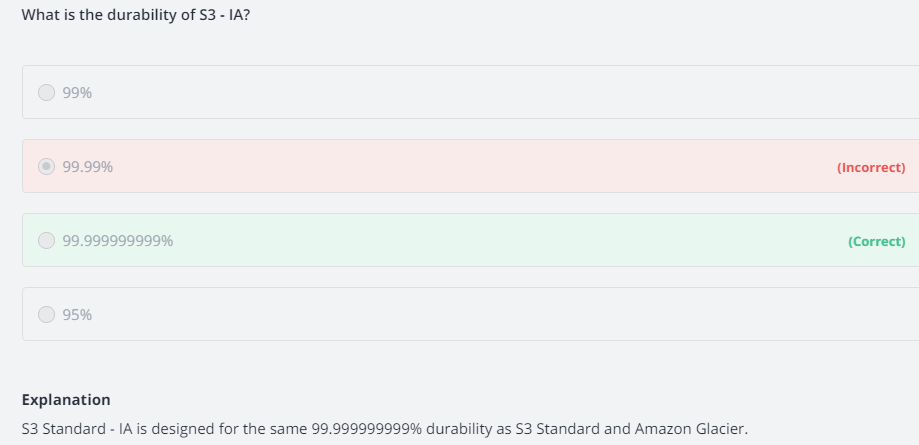 What is the durability of S3 - IA?
99%
99.99% (Incorrect)
99.999999999% (Correct)
95%
Explanation
S3 Standard - IA is designed for the same 99.999999999% durability as S3 Standard and Amazon Glacier.